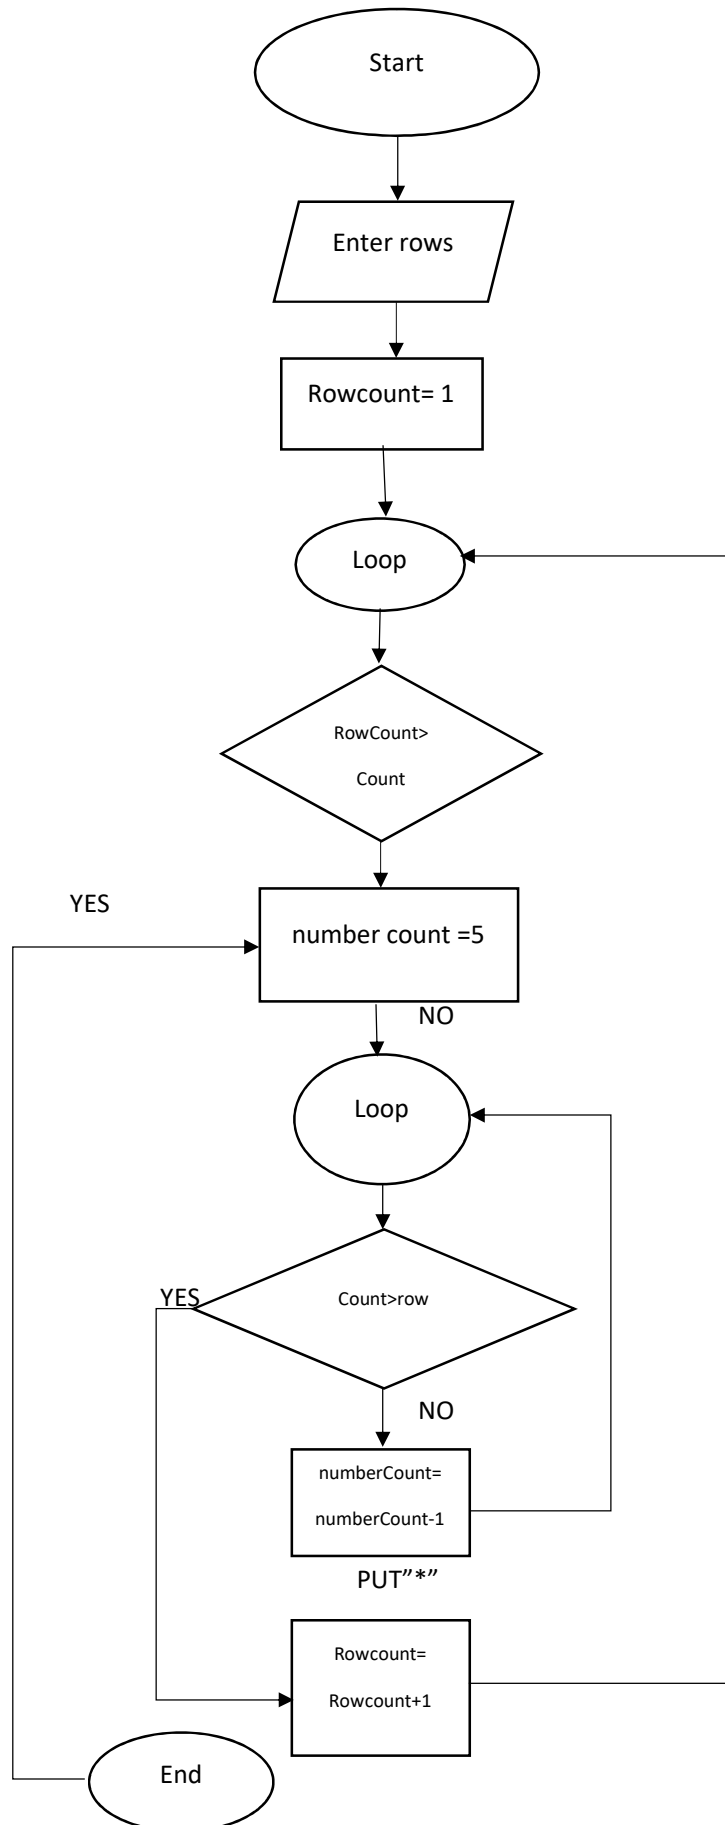 Start
Enter rows
Rowcount= 1
Loop
RowCount>
Count
YES
number count =5
NO
Loop
YES
Count>row
NO
numberCount=
numberCount-1
PUT”*”
Rowcount=
Rowcount+1
End